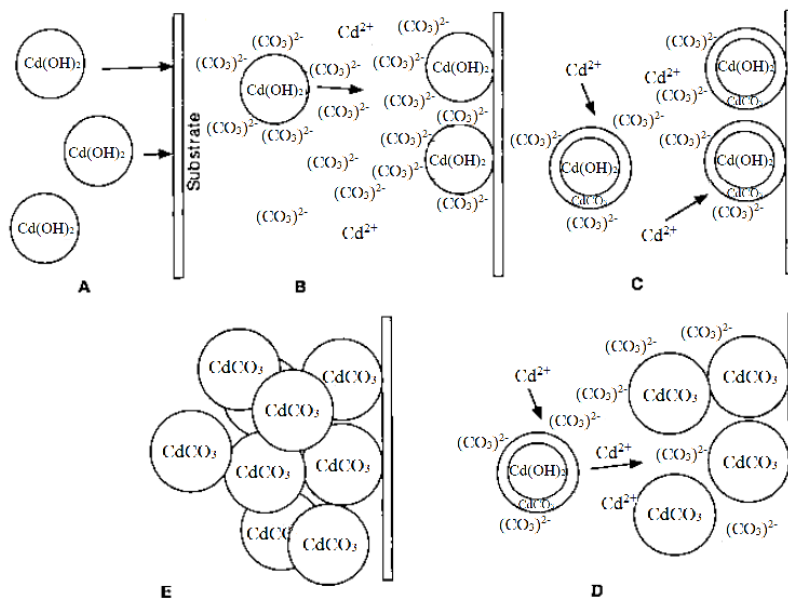 Cd(OH)₂
Cd(OH)₂
Cd(OH)₂
Substrate
A
(CO₃)²⁻
Cd²⁺
(CO₃)²⁻
(CO₃)²⁻
(CO₃)²⁻
(CO₃)²⁻
Cd(OH)₂
Cd(OH)₂
(CO₃)²⁻
(CO₃)²⁻
(CO₃)²⁻
(CO₃)²⁻
(CO₃)²⁻
(CO₃)²⁻
(CO₃)²⁻
Cd(OH)₂
(CO₃)²⁻
(CO₃)²⁻
(CO₃)²⁻
Cd²⁺
B
(CO₃)²⁻
Cd²⁺
Cd(OH)₂
Cd²⁺
(CO₃)²⁻
CdCO₃
(CO₃)²⁻
(CO₃)²⁻
(CO₃)²⁻
Cd(OH)₂
Cd(OH)₂
CdCO₃
CdCO₃
(CO₃)²⁻
(CO₃)²⁻
Cd²⁺
C
CdCO₃
CdCO₃
CdCO₃
CdCO₃
CdCO₃
CdCO₃
CdCO₃
E
(CO₃)²⁻
(CO₃)²⁻
Cd²⁺
CdCO₃
(CO₃)²⁻
CdCO₃
(CO₃)²⁻
(CO₃)²⁻
Cd²⁺
(CO₃)²⁻
CdCO₃
Cd(OH)₂
CdCO₃
Cd²⁺
CdCO₃
(CO₃)²⁻
(CO₃)²⁻
D